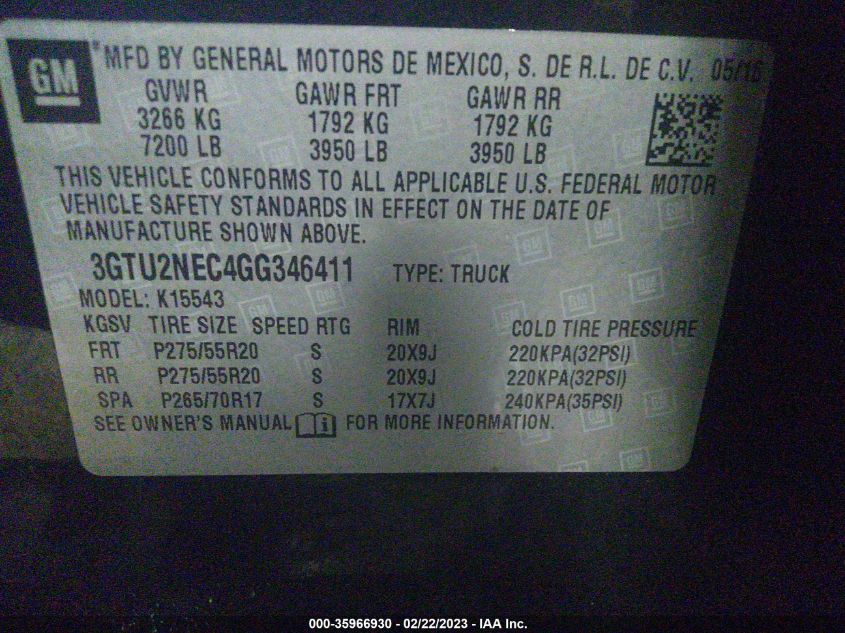 GM
*MFD BY GENERAL MOTORS DE MEXICO, S. DE R.L. DE C.V. 05/16
GVWR GAWR FRT GAWR RR
3266 KG 1792 KG 1792 KG
7200 LB 3950 LB 3950 LB
THIS VEHICLE CONFORMS TO ALL APPLICABLE U.S. FEDERAL MOTOR
VEHICLE SAFETY STANDARDS IN EFFECT ON THE DATE OF
MANUFACTURE SHOWN ABOVE.
3GTU2NEC4GG346411 TYPE: TRUCK
MODEL: K15543
KGSV TIRE SIZE SPEED RTG RIM COLD TIRE PRESSURE
FRT P275/55R20 S 20X9J 220KPA(32PSI)
RR P275/55R20 S 20X9J 220KPA(32PSI)
SPA P265/70R17 S 17X7J 240KPA(35PSI)
SEE OWNER'S MANUAL i FOR MORE INFORMATION.
000-35966930 - 02/22/2023 - IAA Inc.